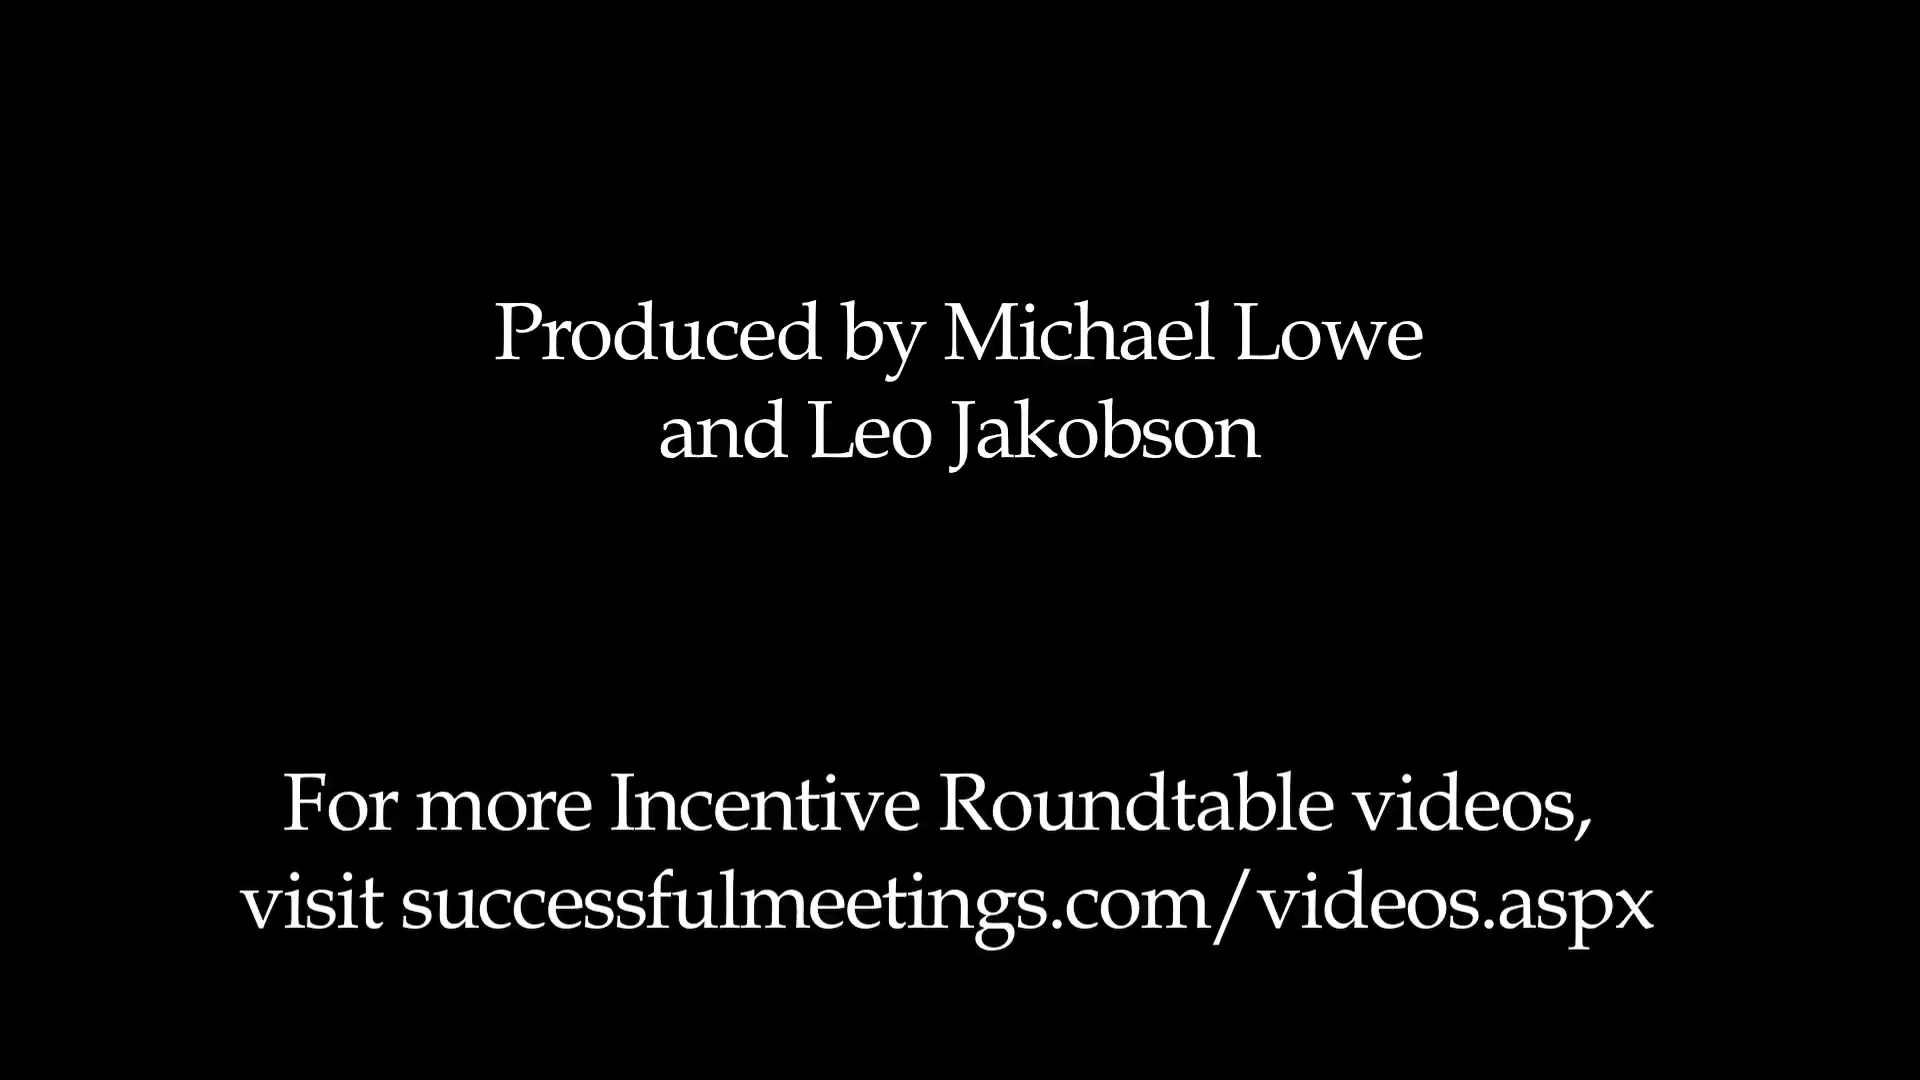 Produced by Michael Lowe
and Leo Jakobson
For more Incentive Roundtable videos,
visit successfulmeetings.com/videos.aspx